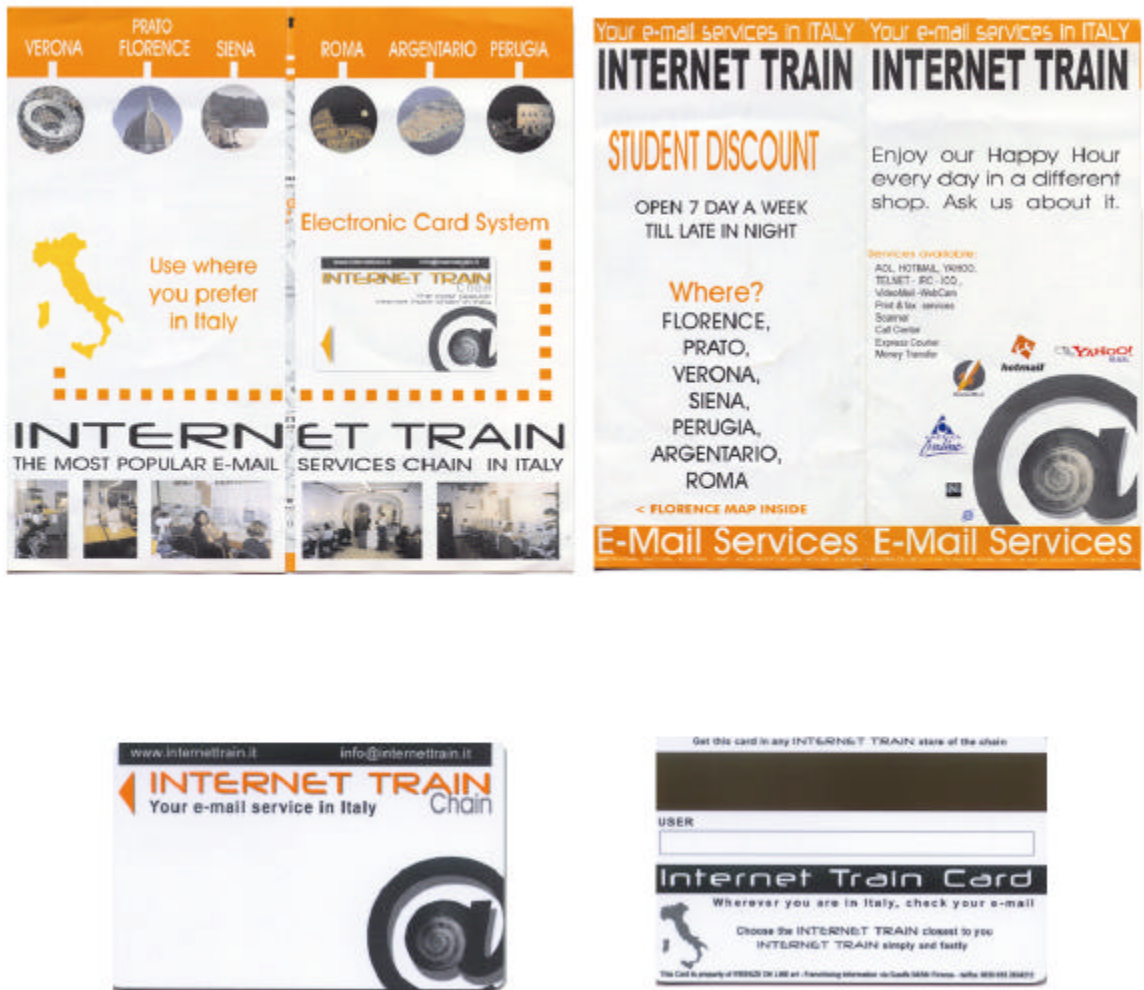 PRATO
VERONA FLORENCE SIENA
ROMA ARGENTARIO PERUGIA
Use where
you prefer
in Italy
Electronic Card System
INTERNET TRAIN
Chain
INTERNET TRAIN
THE MOST POPULAR E-MAIL SERVICES CHAIN IN ITALY
Your e-mail services in ITALY
INTERNET TRAIN
STUDENT DISCOUNT
OPEN 7 DAY A WEEK
TILL LATE IN NIGHT
Where?
FLORENCE,
PRATO,
VERONA,
SIENA,
PERUGIA,
ARGENTARIO,
ROMA
< FLORENCE MAP INSIDE
E-Mail Services
Your e-mail services in ITALY
INTERNET TRAIN
Enjoy our Happy Hour
every day in a different
shop. Ask us about it.
Services available:
AOL, HOTMAIL, YAHOO,
TELNET - IRC - ICQ,
VideoMail - WebCam
Print & fax services
Scanner
Call Center
Express Courier
Money Transfer
hotmail
YAHOO!
E-Mail Services
www.internettrain.it info@internettrain.it
INTERNET TRAIN
Chain
Your e-mail service in Italy
Get this card in any INTERNET TRAIN store of the chain
USER
Internet Train Card
Wherever you are in Italy, check your e-mail
Choose the INTERNET TRAIN closest to you
INTERNET TRAIN simply and fastly